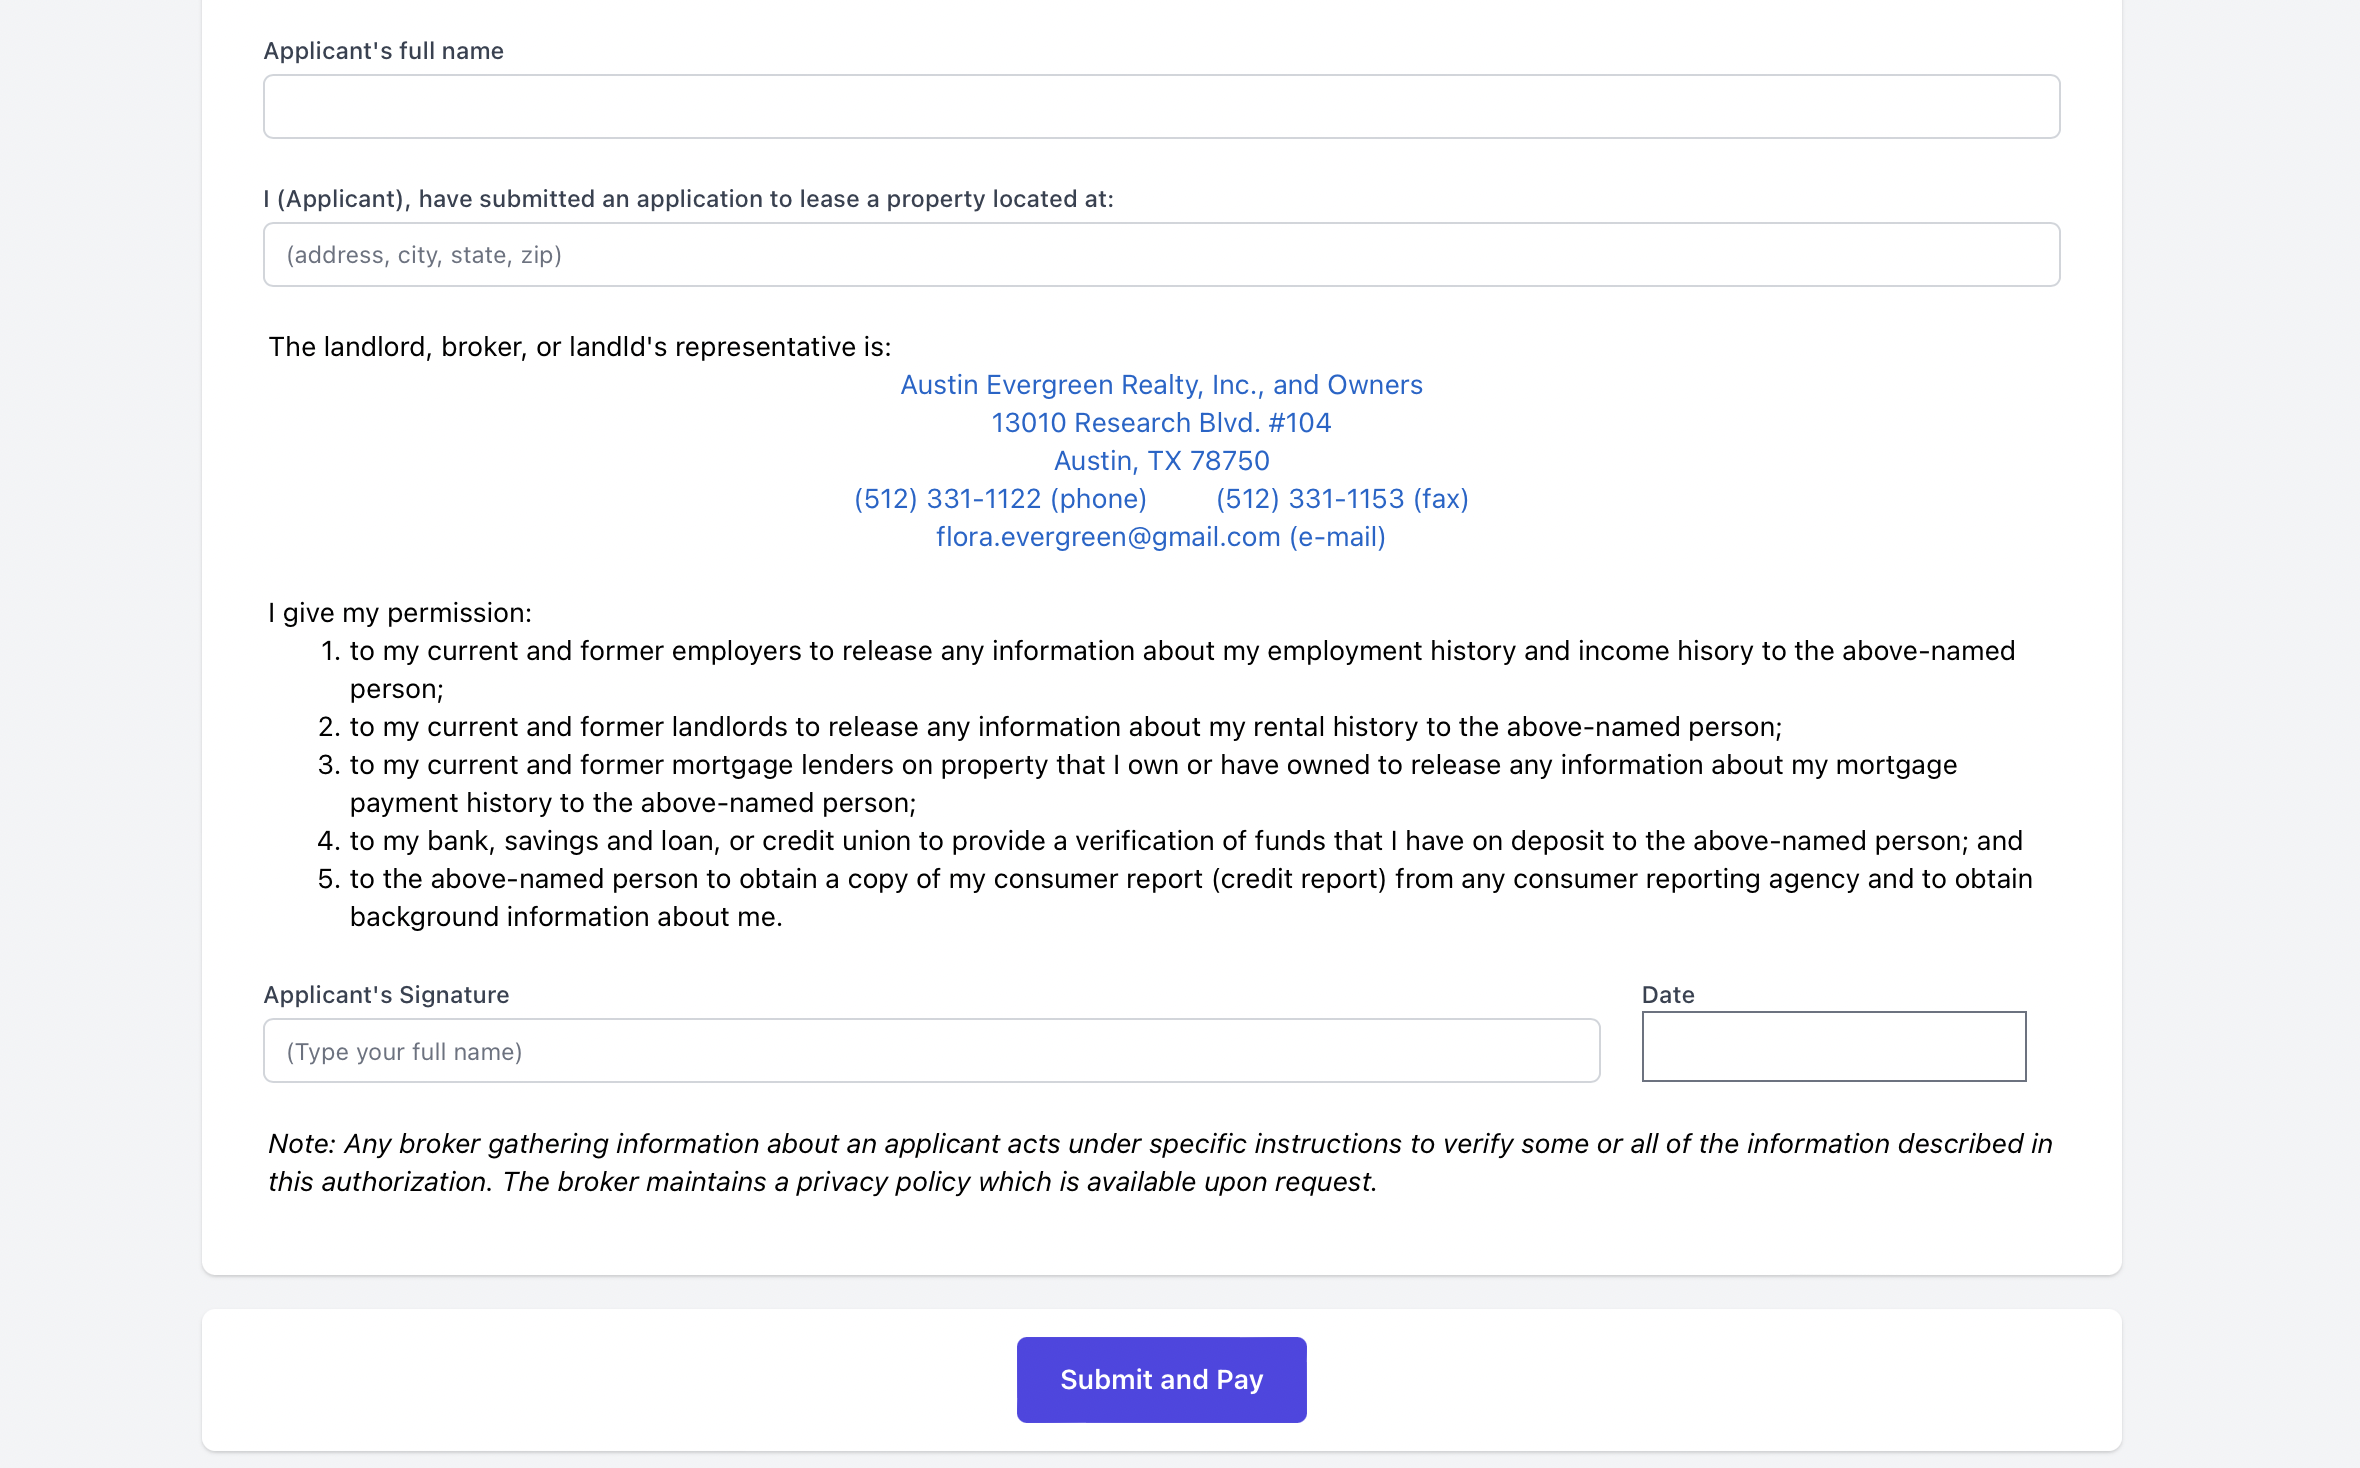 Applicant's full name
I (Applicant), have submitted an application to lease a property located at:
(address, city, state, zip)
The landlord, broker, or landld's representative is:
Austin Evergreen Realty, Inc., and Owners
13010 Research Blvd. #104
Austin, TX 78750
(512) 331-1122 (phone) (512) 331-1153 (fax)
flora.evergreen@gmail.com (e-mail)
I give my permission:
1. to my current and former employers to release any information about my employment history and income hisory to the above-named
person;
2. to my current and former landlords to release any information about my rental history to the above-named person;
3. to my current and former mortgage lenders on property that I own or have owned to release any information about my mortgage
payment history to the above-named person;
4. to my bank, savings and loan, or credit union to provide a verification of funds that I have on deposit to the above-named person; and
5. to the above-named person to obtain a copy of my consumer report (credit report) from any consumer reporting agency and to obtain
background information about me.
Applicant's Signature Date
(Type your full name)
Note: Any broker gathering information about an applicant acts under specific instructions to verify some or all of the information described in
this authorization. The broker maintains a privacy policy which is available upon request.
Submit and Pay